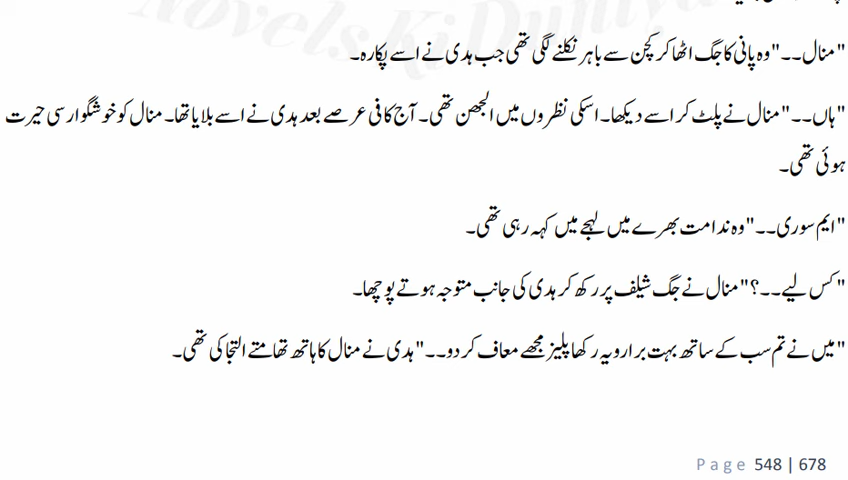 Novels Ki Duniya
"منال۔۔" وہ پانی کا جگ اٹھا کر کچن سے باہر نکلنے لگی تھی جب ہدی نے اسے پکارہ۔
"ہاں۔۔" منال نے پلٹ کر اسے دیکھا۔ اسکی نظروں میں الجھن تھی۔ آج کافی عرصے بعد ہدی نے اسے بلایا تھا۔ منال کو خوشگوار سی حیرت
ہوئی تھی۔
"ایم سوری۔۔" وہ ندامت بھرے میں لہجے میں کہہ رہی تھی۔
"کس لیے۔۔؟" منال نے جگ شیلف پر رکھ کر ہدی کی جانب متوجہ ہوتے پوچھا۔
"میں نے تم سب کے ساتھ بہت برا رویہ رکھا پلیز مجھے معاف کر دو۔۔" ہدی نے منال کا ہاتھ تھامتے التجا کی تھی۔
Page 548 | 678